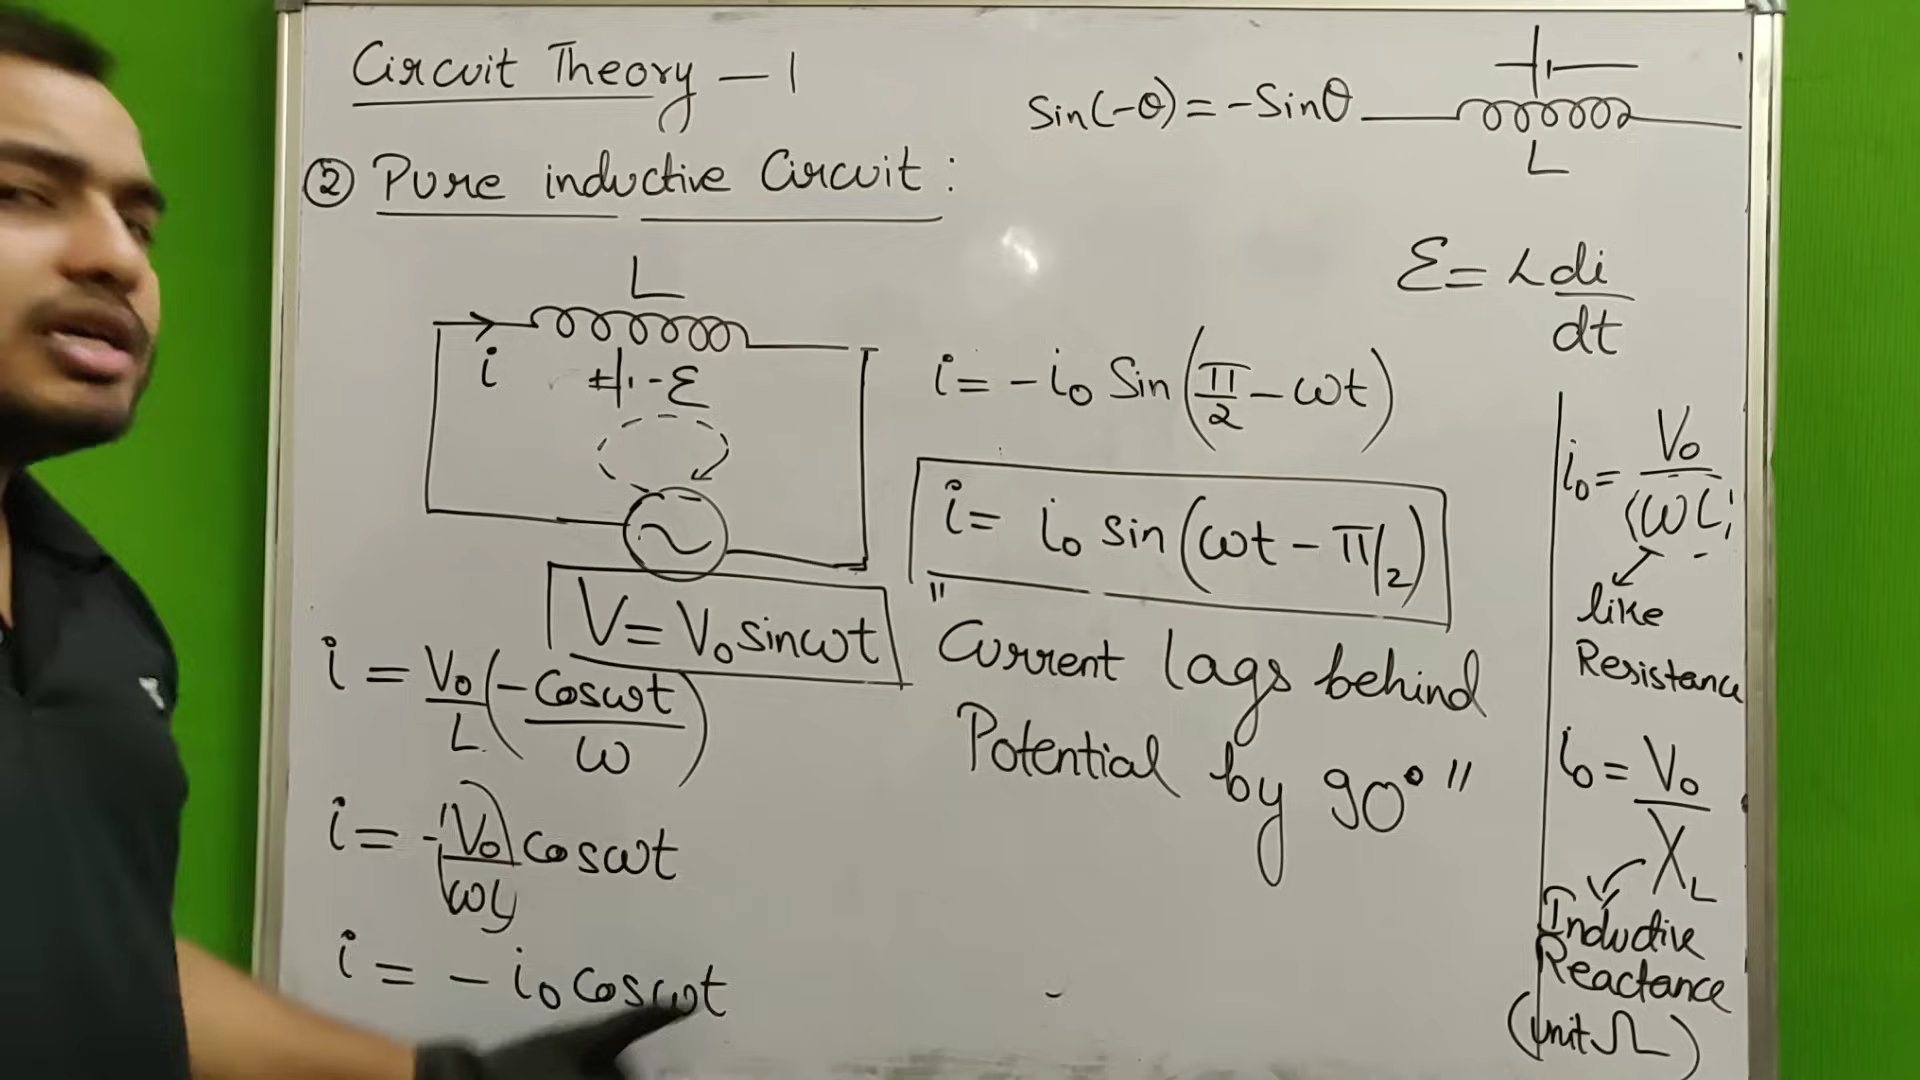 Circuit Theory - 1
Sin(-θ) = -Sinθ
L
② Pure inductive Circuit :
L
i
+ - ε
V = V₀ sinωt
i = V₀/L (-Cosωt/ω)
i = -(V₀/ωL) Cosωt
i = - i₀ Cosωt
ε = L di/dt
i = - i₀ Sin(π/2 - ωt)
i = i₀ sin(ωt - π/2)
"Current lags behind
Potential by 90°"
i₀ = V₀/(ωL)
like
Resistance
i₀ = V₀/X_L
Inductive
Reactance
(Unit Ω)